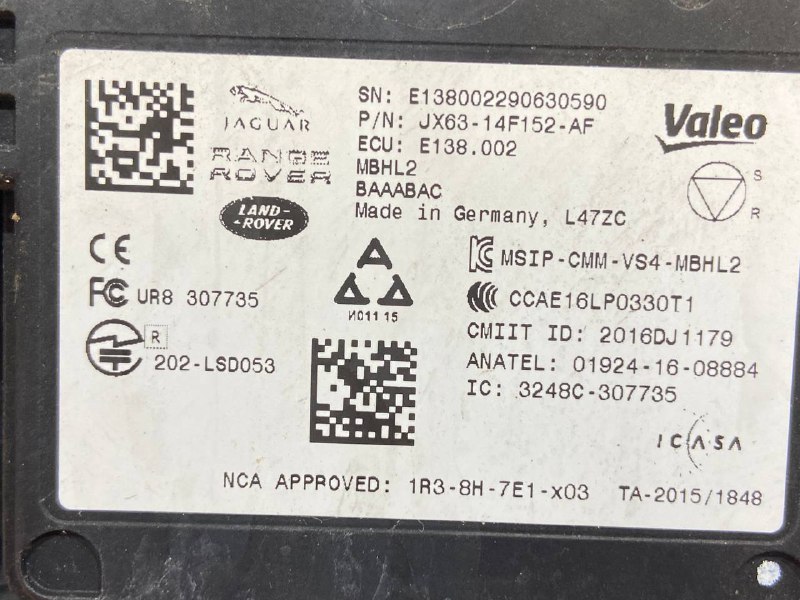 JAGUAR
RANGE ROVER
LAND-ROVER
SN: E138002290630590
P/N: JX63-14F152-AF
ECU: E138.002
MBHL2
BAAABAC
Made in Germany, L47ZC
Valeo
S
R
CE
FC UR8 307735
R
202-LSD053
И011 15
MSIP-CMM-VS4-MBHL2
CCAE16LP0330T1
CMIIT ID: 2016DJ1179
ANATEL: 01924-16-08884
IC: 3248C-307735
ICASA
NCA APPROVED: 1R3-8H-7E1-x03 TA-2015/1848